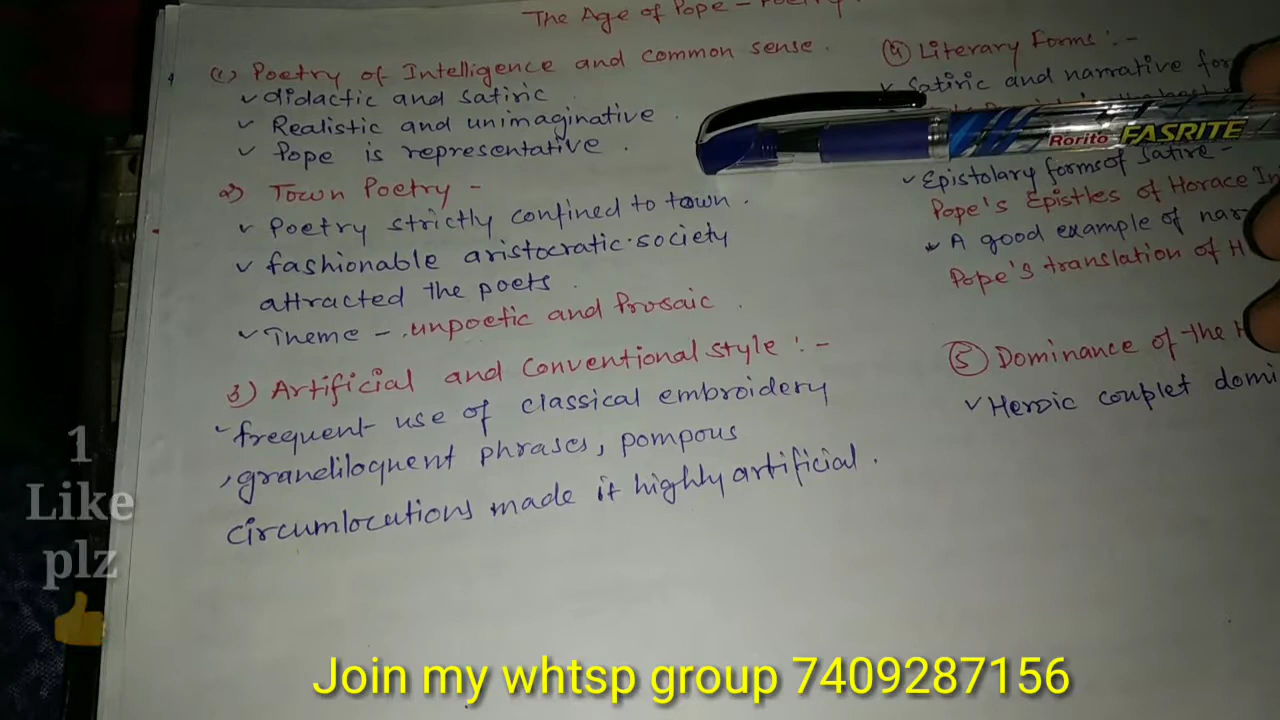 The Age of Pope - Poetry
(1) Poetry of Intelligence and common sense.
✓ didactic and satiric
✓ Realistic and unimaginative.
✓ Pope is representative.
2) Town Poetry -
✓ Poetry strictly confined to town.
✓ fashionable aristocratic society
attracted the poets.
✓ Theme - unpoetic and Prosaic.
3) Artificial and Conventional style :-
✓ frequent use of classical embroidery
, grandiloquent phrases, pompous
circumlocutions made it highly artificial.
(4) Literary Forms :-
✓ Satiric and narrative
✓ Epistolary forms of Satire -
Pope's Epistles of Horace
✓ A good example of
Pope's translation of
(5) Dominance of the
✓ Heroic couplet
Rorito FASRITE
1
Like
plz
Join my whtsp group 7409287156